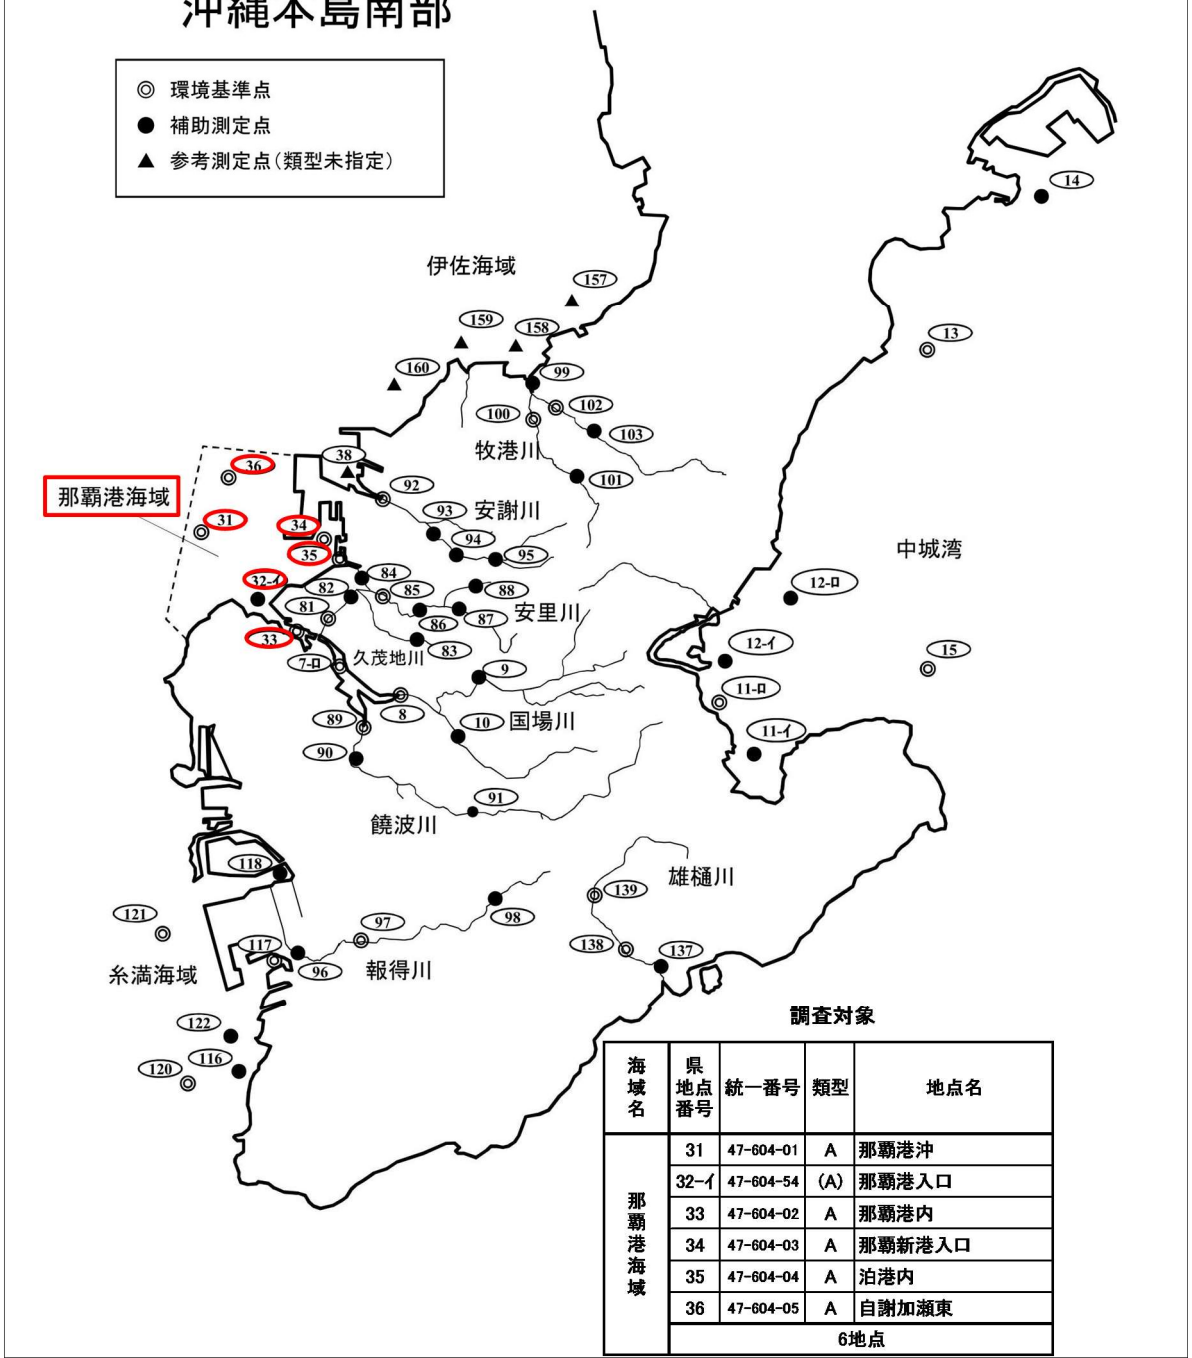 沖縄本島南部
◎ 環境基準点
● 補助測定点
▲ 参考測定点(類型未指定)
14
伊佐海域
157
159
158
13
160
99
102
100
103
牧港川
38
36
101
那覇港海域
92
31
34
93
安謝川
94
35
95
中城湾
32-イ
84
82
85
88
12-ロ
81
86
87
安里川
33
83
12-イ
7-ロ
久茂地川
9
15
11-ロ
8
89
10
国場川
11-イ
90
91
饒波川
118
雄樋川
139
121
97
98
117
138
137
糸満海域
96
報得川
122
116
120
調査対象
海域名 県地点番号 統一番号 類型 地点名
那覇港海域
31 47-604-01 A 那覇港沖
32-イ 47-604-54 (A) 那覇港入口
33 47-604-02 A 那覇港内
34 47-604-03 A 那覇新港入口
35 47-604-04 A 泊港内
36 47-604-05 A 自謝加瀬東
6地点